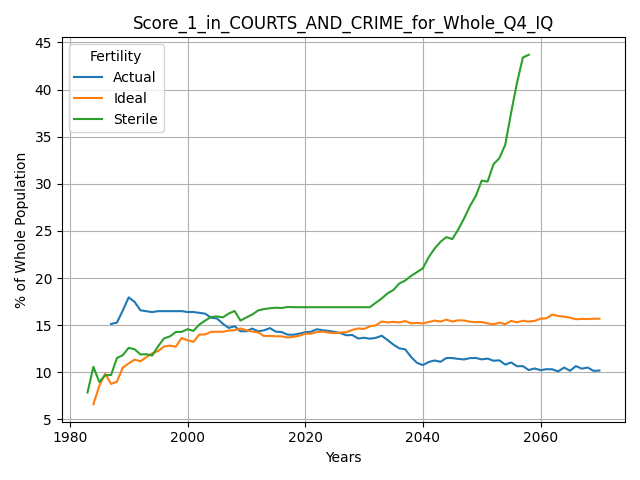 Score_1_in_COURTS_AND_CRIME_for_Whole_Q4_IQ
Fertility
Actual
Ideal
Sterile
% of Whole Population
45
40
35
30
25
20
15
10
5
1980
2000
2020
2040
2060
Years